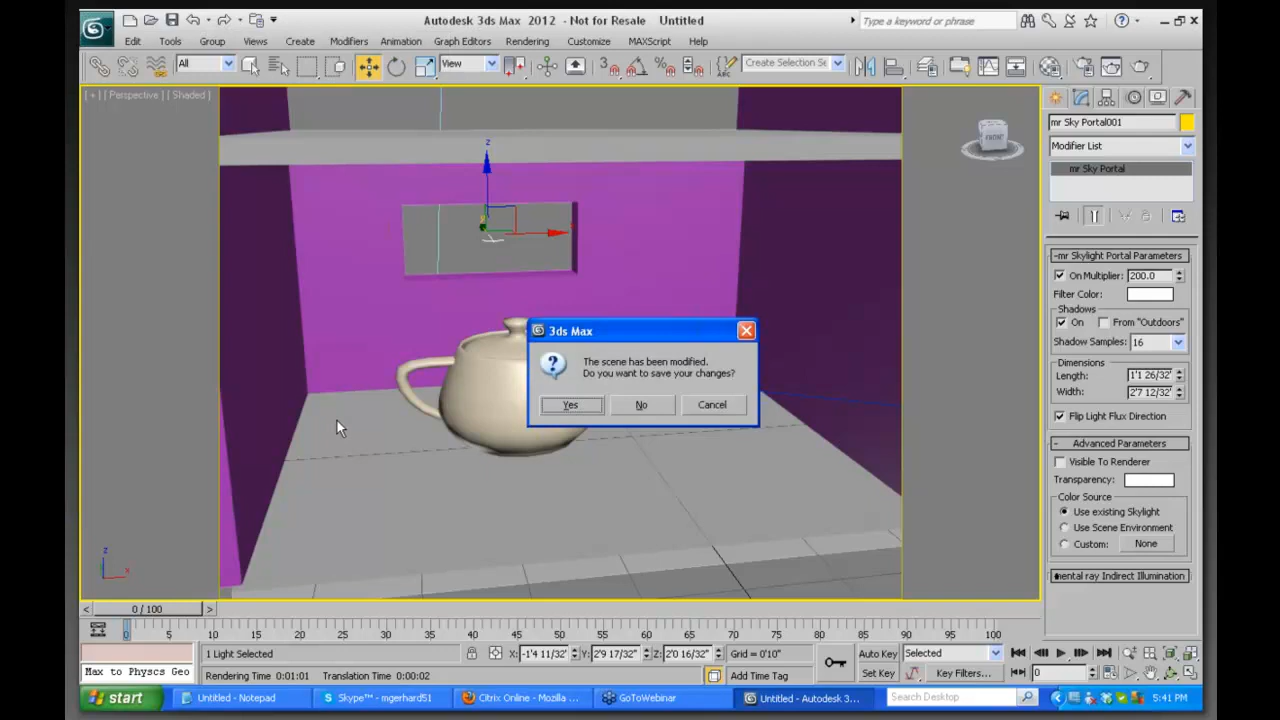 Autodesk 3ds Max 2012 - Not for Resale Untitled
Type a keyword or phrase
Edit Tools Group Views Create Modifiers Animation Graph Editors Rendering Customize MAXScript Help
All
View
Create Selection Se
[ + ] [ Perspective ] [ Shaded ]
FRONT
z
x
mr Sky Portal001
Modifier List
mr Sky Portal
mr Skylight Portal Parameters
On Multiplier: 200.0
Filter Color:
Shadows
On From "Outdoors"
Shadow Samples: 16
Dimensions
Length: 1'1 26/32"
Width: 2'7 12/32"
Flip Light Flux Direction
- Advanced Parameters
Visible To Renderer
Transparency:
Color Source
Use existing Skylight
Use Scene Environment
Custom: None
mental ray Indirect Illumination
3ds Max
The scene has been modified.
Do you want to save your changes?
Yes No Cancel
z
x
< 0 / 100 >
0 5 10 15 20 25 30 35 40 45 50 55 60 65 70 75 80 85 90 95 100
1 Light Selected X: -1'4 11/32" Y: 2'9 17/32" Z: 2'0 16/32" Grid = 0'10" Auto Key Selected
Max to Physcs Geo Rendering Time 0:01:01 Translation Time 0:00:02 Add Time Tag Set Key Key Filters... 0
start Untitled - Notepad Skype™ - mgerhard51 Citrix Online - Mozilla ... GoToWebinar Untitled - Autodesk 3... Search Desktop 5:41 PM